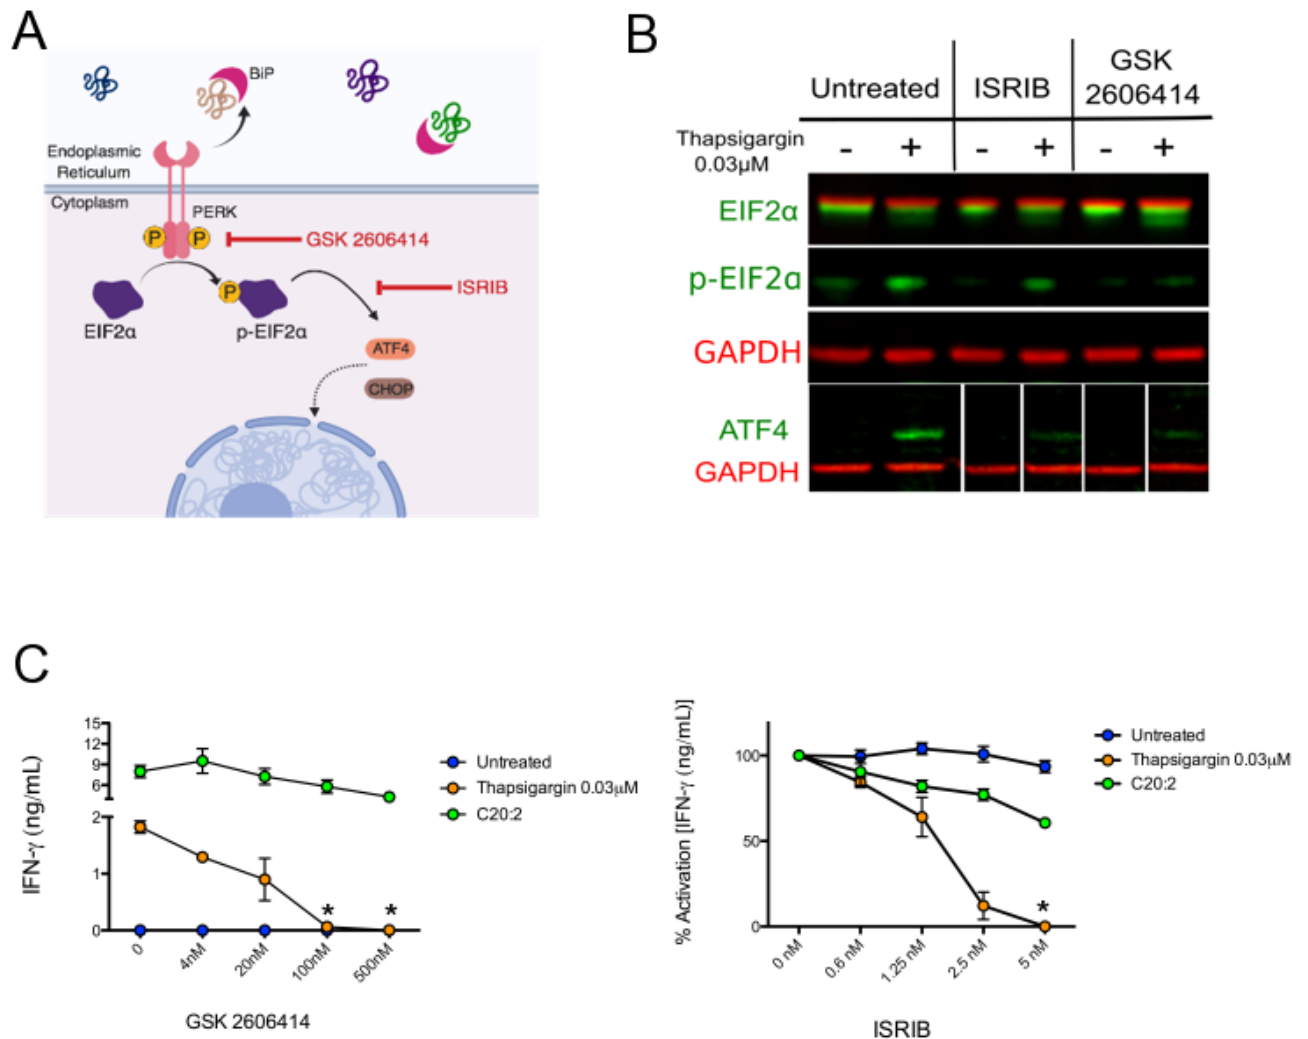 A
BiP
Endoplasmic
Reticulum
Cytoplasm
PERK
P P
GSK 2606414
P
ISRIB
EIF2α
p-EIF2α
ATF4
CHOP
B
Untreated
ISRIB
GSK
2606414
Thapsigargin
0.03µM
- + - + - +
EIF2α
p-EIF2α
GAPDH
ATF4
GAPDH
C
IFN-γ (ng/mL)
15
12
9
6
2
1
0
0
4nM
20nM
100nM
500nM
* *
GSK 2606414
Untreated
Thapsigargin 0.03µM
C20:2
% Activation [IFN-γ (ng/mL)]
100
50
0
0 nM
0.6 nM
1.25 nM
2.5 nM
5 nM
*
ISRIB
Untreated
Thapsigargin 0.03µM
C20:2